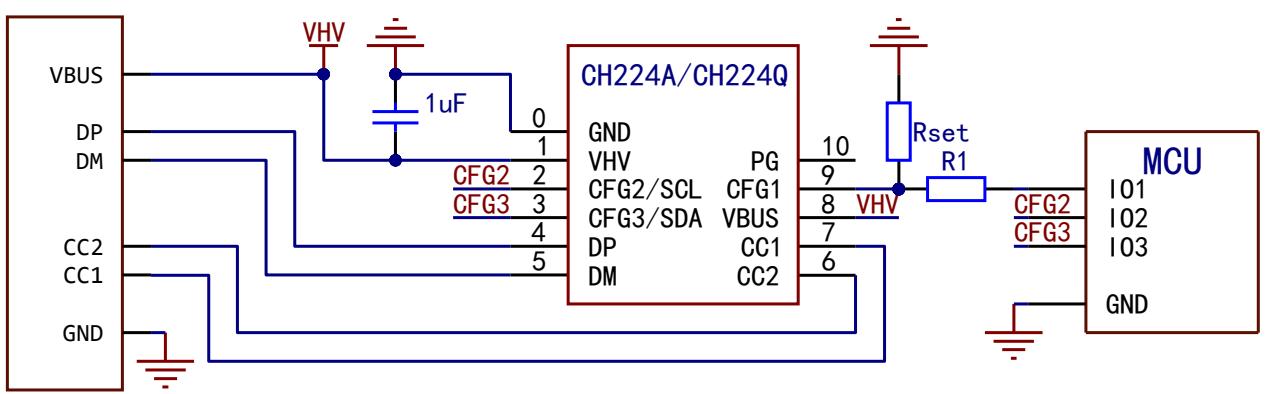 VBUS
DP
DM
CC2
CC1
GND
VHV
1uF
CFG2
CFG3
CH224A/CH224Q
0 GND
1 VHV
2 CFG2/SCL
3 CFG3/SDA
4 DP
5 DM
PG 10
CFG1 9
VBUS 8
CC1 7
CC2 6
VHV
Rset
R1
CFG2
CFG3
MCU
IO1
IO2
IO3
GND